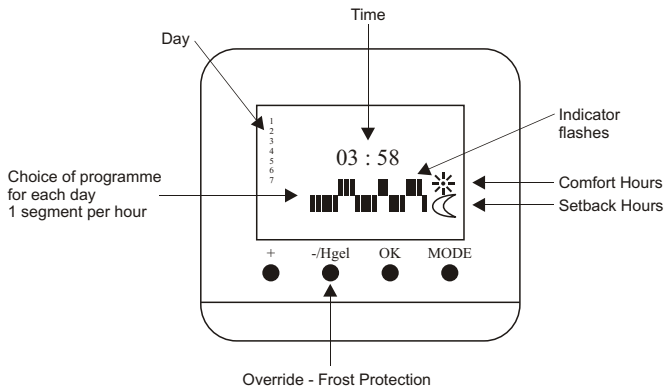 Time
Day
Indicator
flashes
1
2
3
4
5
6
7
03 : 58
Choice of programme
for each day
1 segment per hour
Comfort Hours
Setback Hours
+ -/Hgel OK MODE
Override - Frost Protection